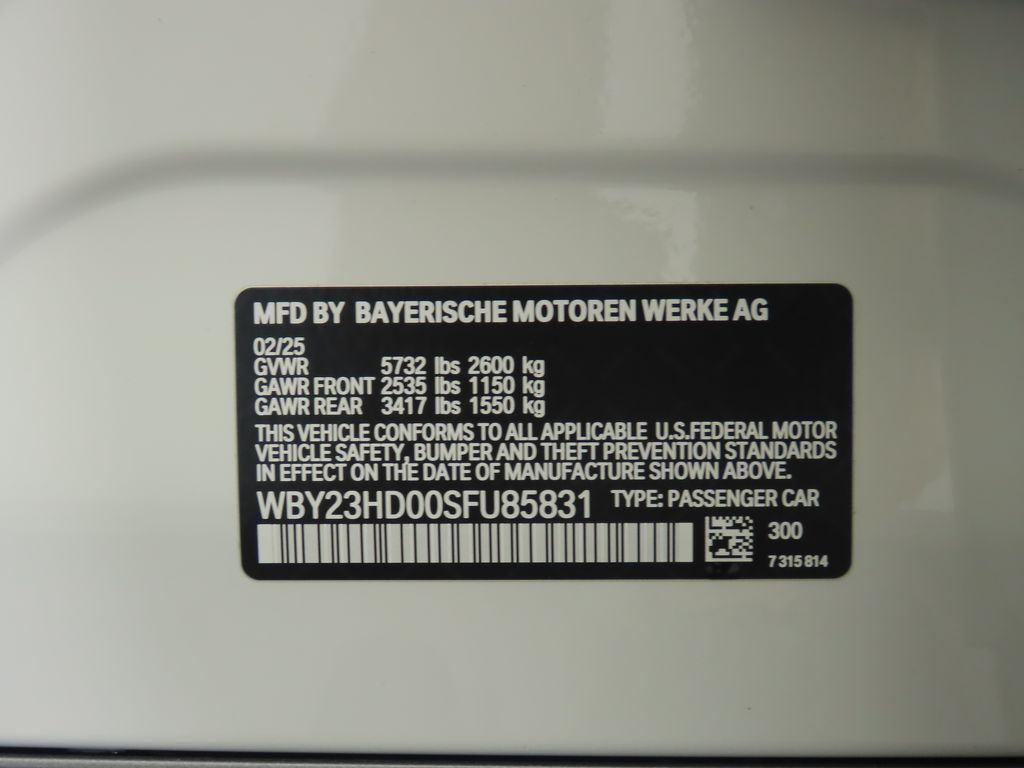 MFD BY BAYERISCHE MOTOREN WERKE AG
02/25
GVWR 5732 lbs 2600 kg
GAWR FRONT 2535 lbs 1150 kg
GAWR REAR 3417 lbs 1550 kg
THIS VEHICLE CONFORMS TO ALL APPLICABLE U.S.FEDERAL MOTOR
VEHICLE SAFETY, BUMPER AND THEFT PREVENTION STANDARDS
IN EFFECT ON THE DATE OF MANUFACTURE SHOWN ABOVE.
WBY23HD00SFU85831 TYPE: PASSENGER CAR
300
7 315 814